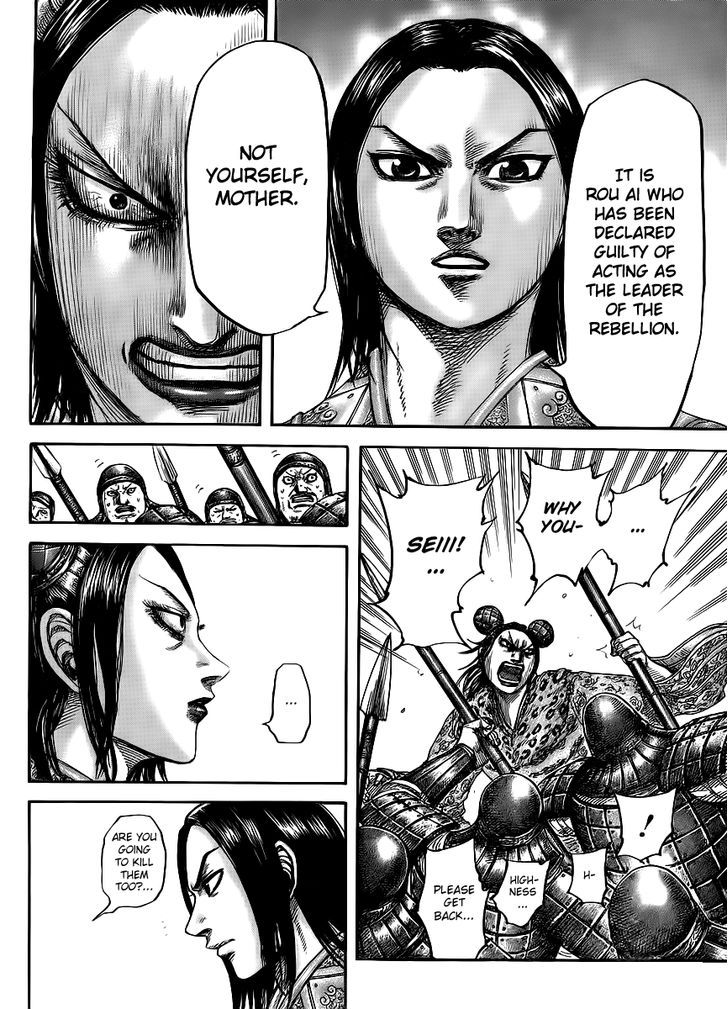 IT IS
ROU AI WHO
HAS BEEN
DECLARED
GUILTY OF
ACTING AS
THE LEADER
OF THE
REBELLION.
NOT
YOURSELF,
MOTHER.
...
WHY
YOU-
SEIII!
...
!
H-
HIGH-
NESS
...
PLEASE
GET
BACK...
...
ARE YOU
GOING
TO KILL
THEM
TOO?...